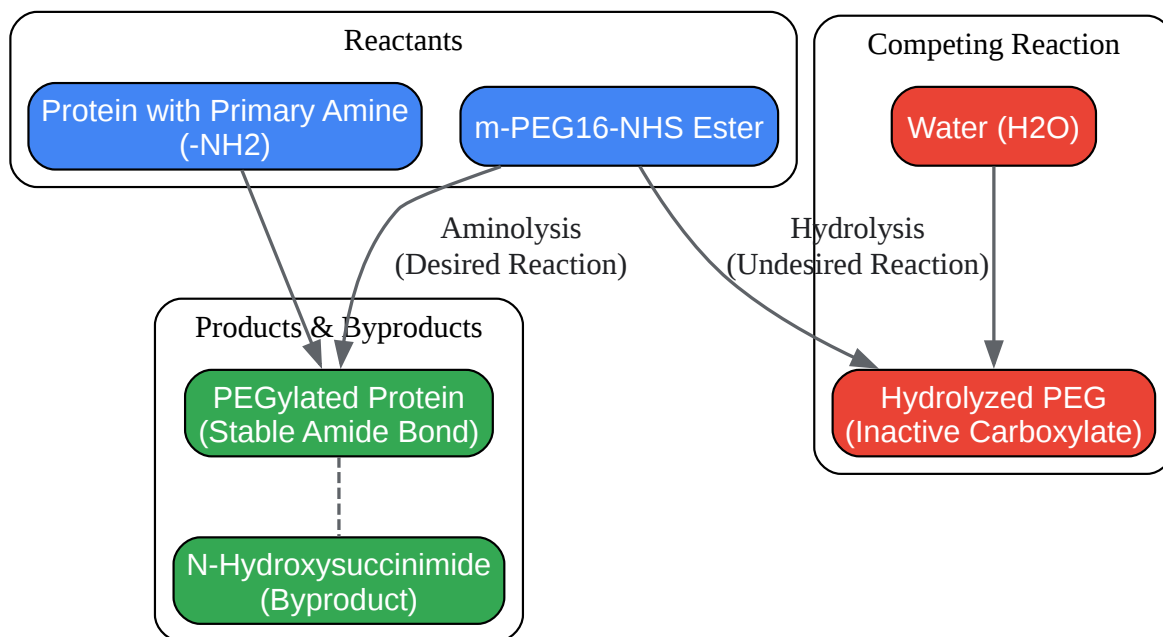 Reactants
Competing Reaction
Protein with Primary Amine
(-NH2)
m-PEG16-NHS Ester
Water (H2O)
Aminolysis
(Desired Reaction)
Hydrolysis
(Undesired Reaction)
Products & Byproducts
PEGylated Protein
(Stable Amide Bond)
Hydrolyzed PEG
(Inactive Carboxylate)
N-Hydroxysuccinimide
(Byproduct)